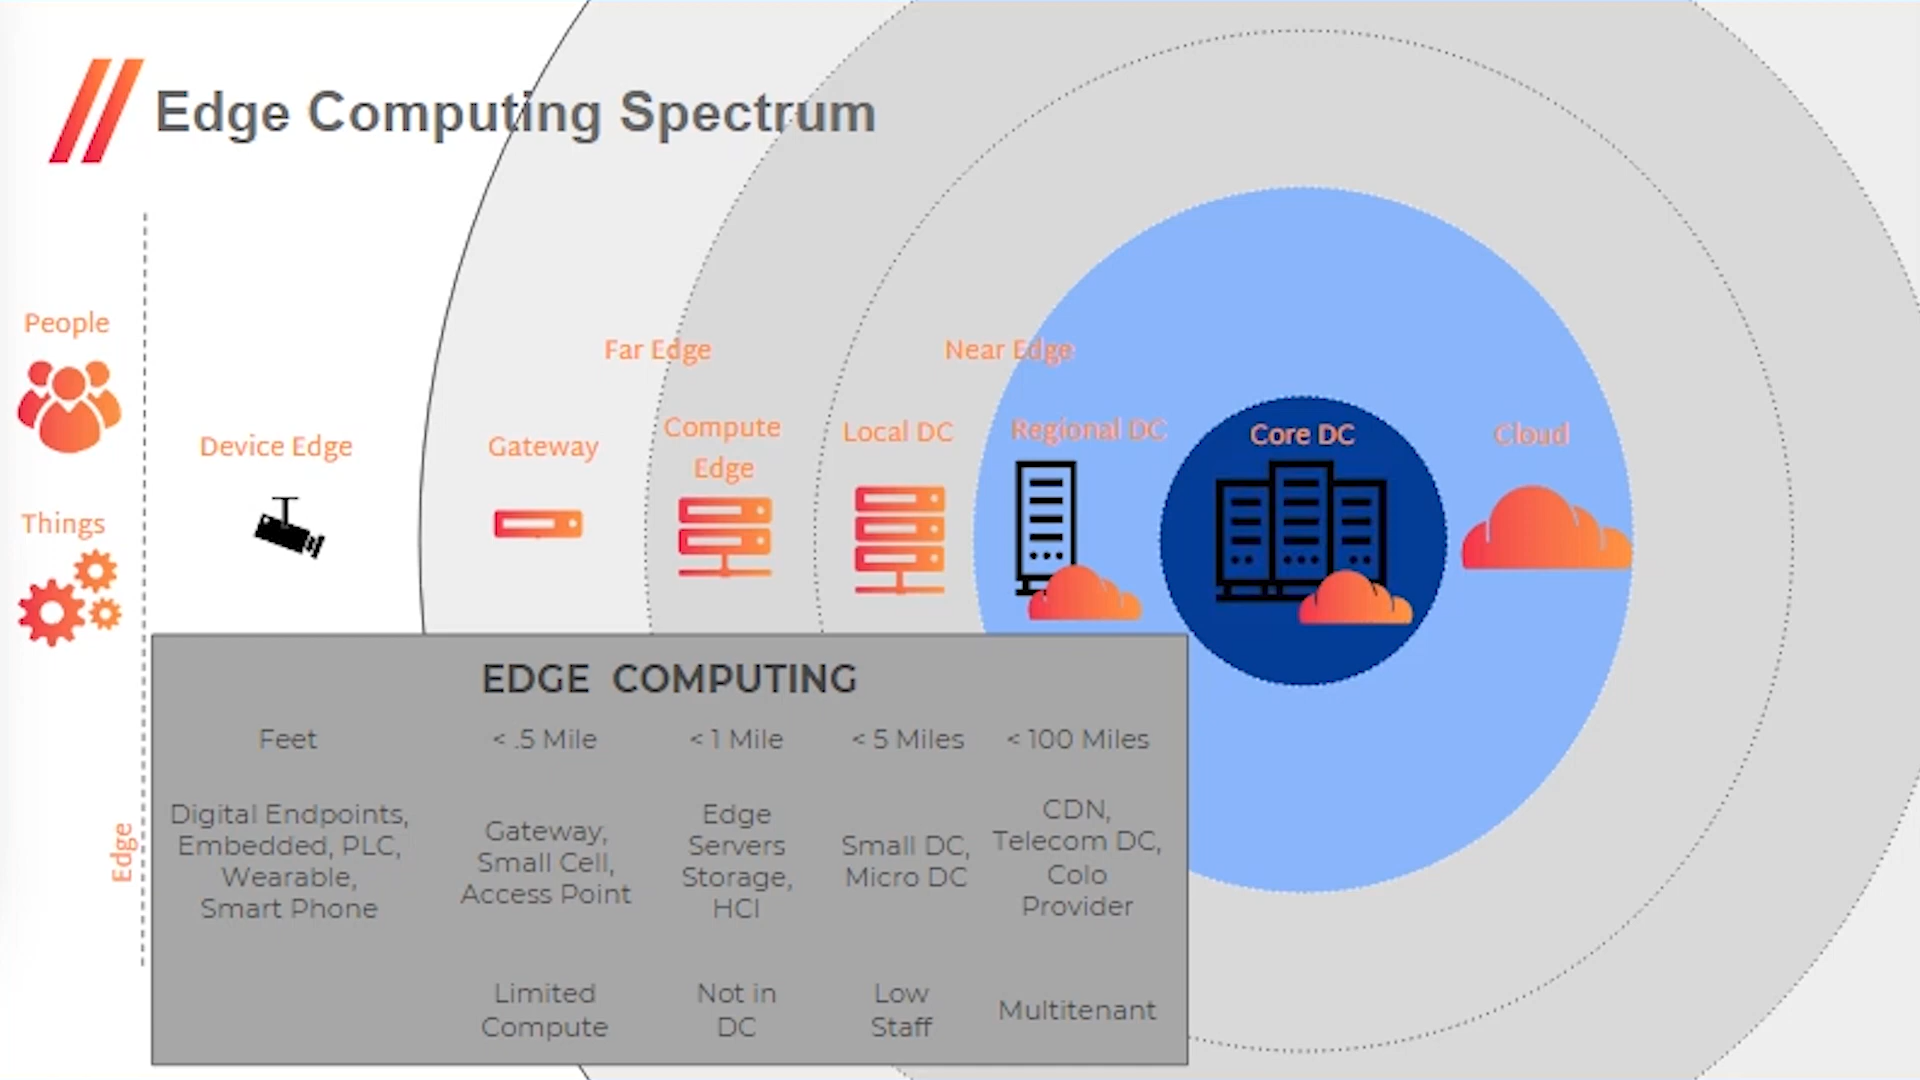 Edge Computing Spectrum
People
Things
Edge
Far Edge
Near Edge
Device Edge
Gateway
Compute
Edge
Local DC
Regional DC
Core DC
Cloud
EDGE COMPUTING
Feet
< .5 Mile
< 1 Mile
< 5 Miles
< 100 Miles
Digital Endpoints,
Embedded, PLC,
Wearable,
Smart Phone
Gateway,
Small Cell,
Access Point
Edge
Servers
Storage,
HCI
Small DC,
Micro DC
CDN,
Telecom DC,
Colo
Provider
Limited
Compute
Not in
DC
Low
Staff
Multitenant